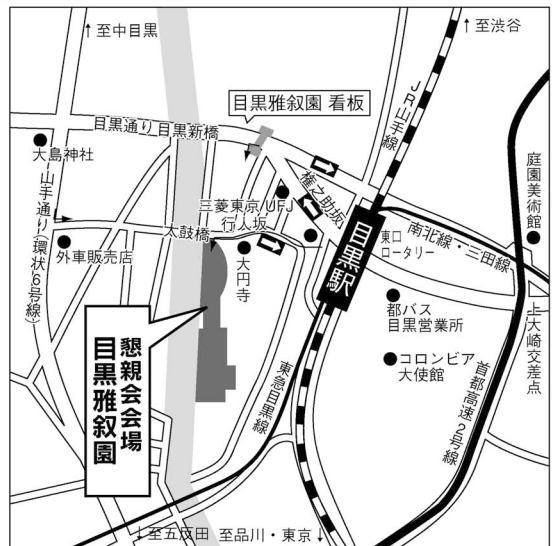 ↑至中目黒
↑至渋谷
目黒雅叙園 看板
JR山手線
目黒通り 目黒新橋
大島神社
山手通り(環状6号線)
権之助坂
三菱東京UFJ
行人坂
太鼓橋
外車販売店
大円寺
目黒駅
東口
ロータリー
南北線・三田線
庭園美術館
都バス
目黒営業所
コロンビア
大使館
上大崎交差点
首都高速2号線
東急目黒線
懇親会会場
目黒雅叙園
↓至五反田
至品川・東京↓